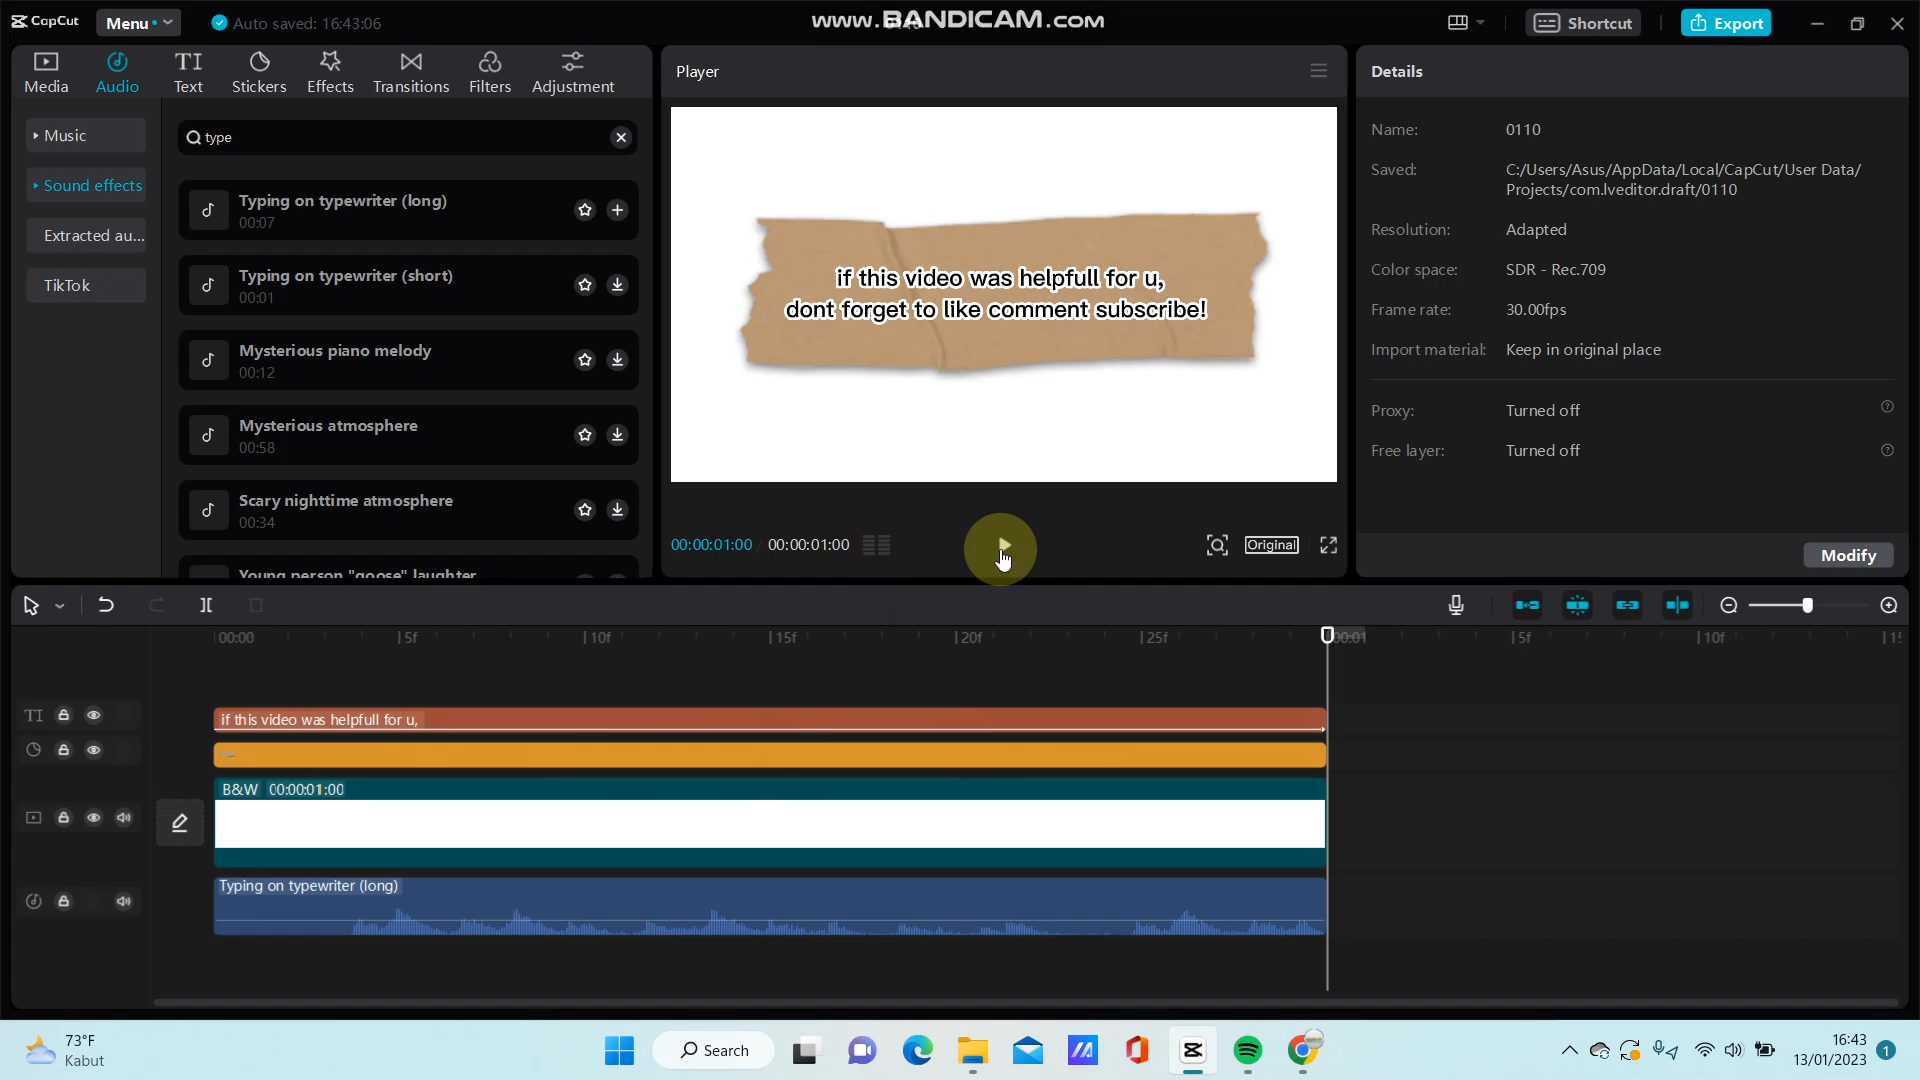 CapCut
Menu
Auto saved: 16:43:06
www.BANDICAM.com
Shortcut
Export
Media
Audio
TI
Text
Stickers
Effects
Transitions
Filters
Adjustment
Music
Sound effects
Extracted au...
TikTok
type
Typing on typewriter (long)
00:07
Typing on typewriter (short)
00:01
Mysterious piano melody
00:12
Mysterious atmosphere
00:58
Scary nighttime atmosphere
00:34
Young person "goose" laughter
Player
if this video was helpfull for u,
dont forget to like comment subscribe!
00:00:01:00 / 00:00:01:00
Original
Details
Name: 0110
Saved: C:/Users/Asus/AppData/Local/CapCut/User Data/
Projects/com.lveditor.draft/0110
Resolution: Adapted
Color space: SDR - Rec.709
Frame rate: 30.00fps
Import material: Keep in original place
Proxy: Turned off
Free layer: Turned off
Modify
00:00 5f 10f 15f 20f 25f 00:01 5f 10f
TI
if this video was helpfull for u,
B&W 00:00:01:00
Typing on typewriter (long)
73°F
Kabut
Search
16:43
13/01/2023
1